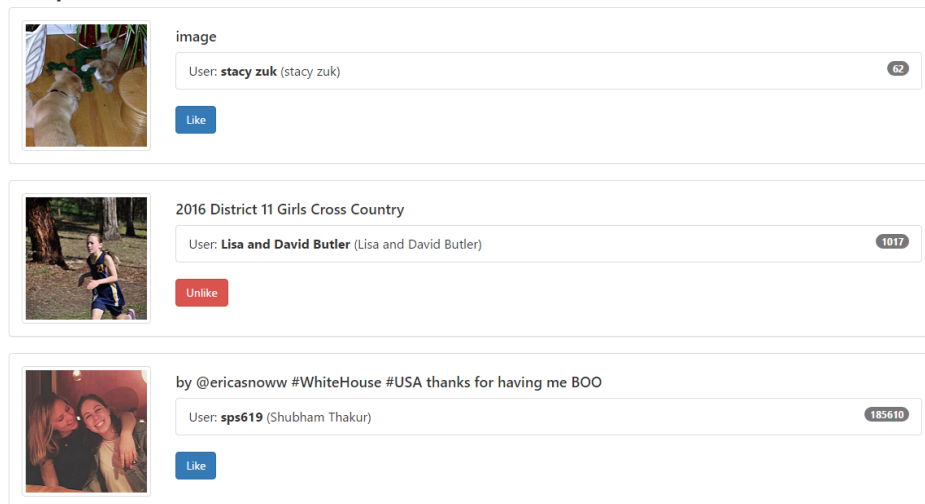 image
User: stacy zuk (stacy zuk) 62
Like
2016 District 11 Girls Cross Country
User: Lisa and David Butler (Lisa and David Butler) 1017
Unlike
by @ericasnoww #WhiteHouse #USA thanks for having me BOO
User: sps619 (Shubham Thakur) 185610
Like